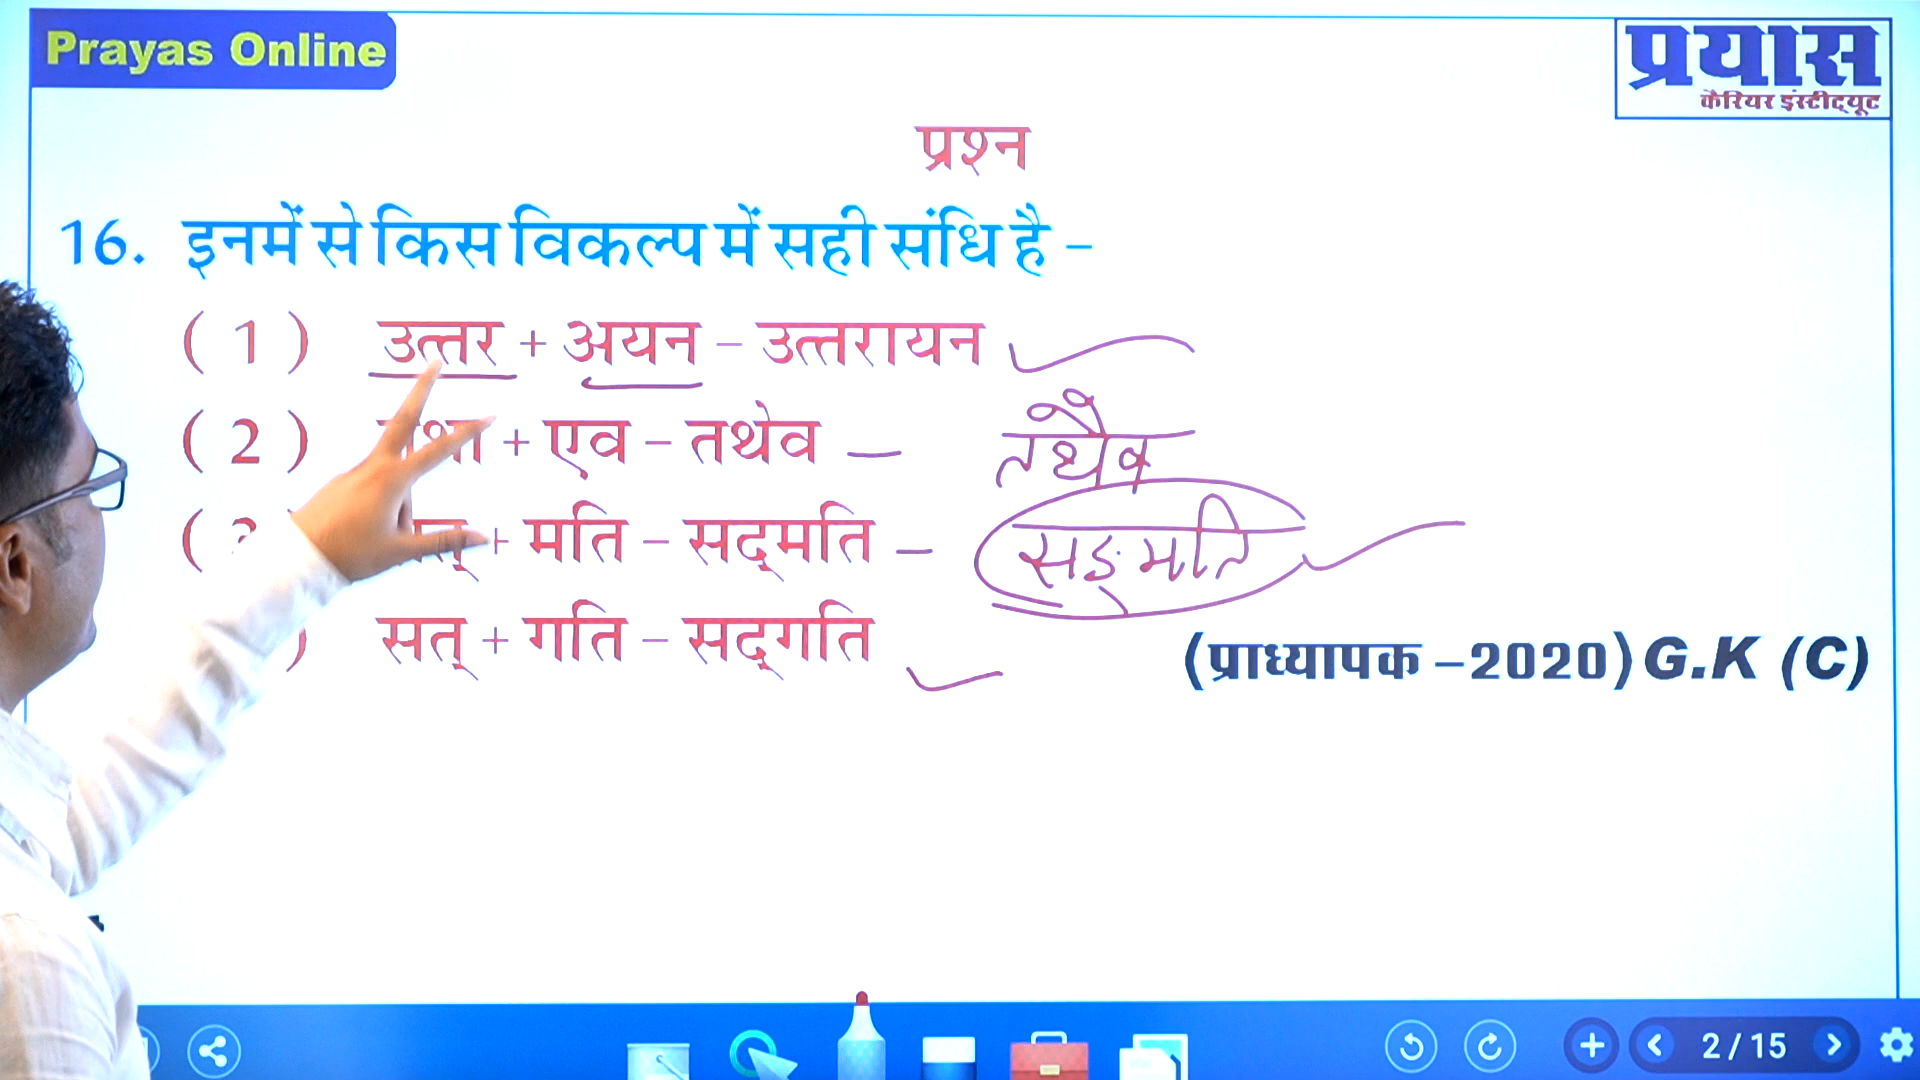 Prayas Online
प्रयास
कैरियर इंस्टीट्यूट
प्रश्न
16. इनमें से किस विकल्प में सही संधि है –
( 1 ) उत्तर + अयन – उत्तरायन
( 2 ) + एव – तथेव – तथैव
+ मति – सद्मति – सङ्मति
) सत् + गति – सद्गति
(प्राध्यापक –2020) G.K (C)
2 / 15